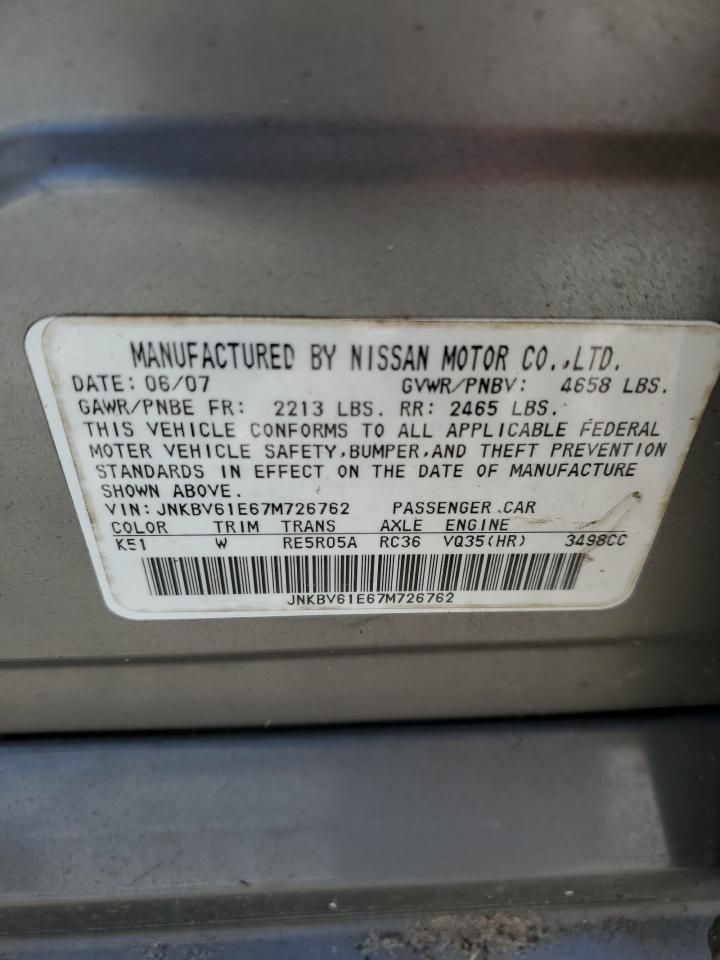 MANUFACTURED BY NISSAN MOTOR CO.,LTD.
DATE: 06/07 GVWR/PNBV: 4658 LBS.
GAWR/PNBE FR: 2213 LBS. RR: 2465 LBS.
THIS VEHICLE CONFORMS TO ALL APPLICABLE FEDERAL
MOTER VEHICLE SAFETY,BUMPER,AND THEFT PREVENTION
STANDARDS IN EFFECT ON THE DATE OF MANUFACTURE
SHOWN ABOVE.
VIN: JNKBV61E67M726762 PASSENGER CAR
COLOR TRIM TRANS AXLE ENGINE
K51 W RE5R05A RC36 VQ35(HR) 3498CC
JNKBV61E67M726762